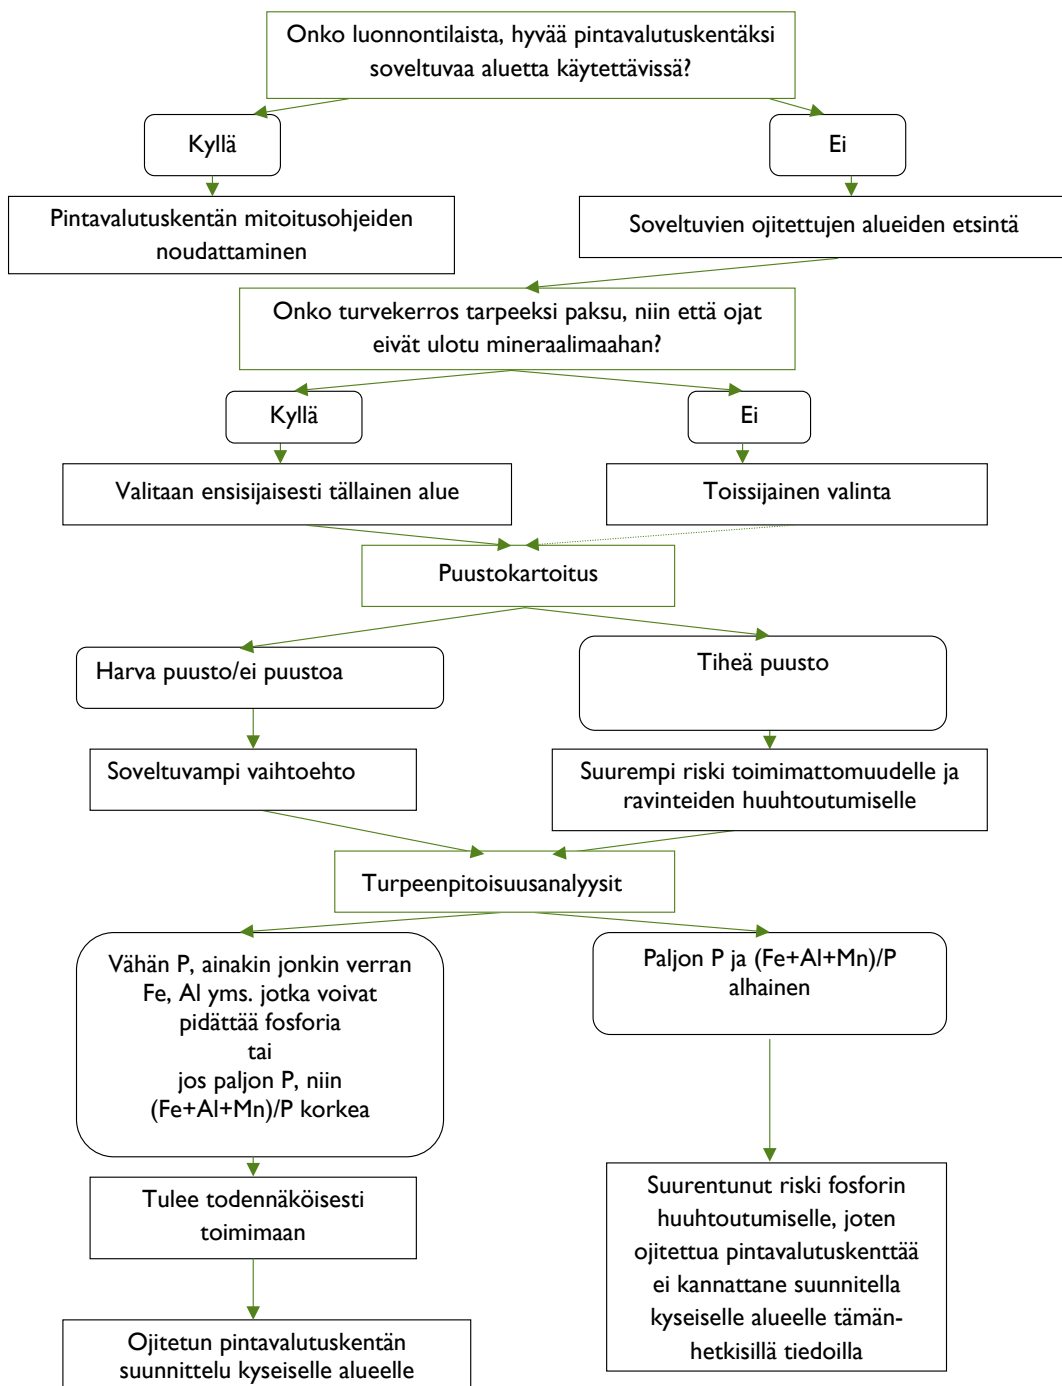 Onko luonnontilaista, hyvää pintavalutuskentäksi
soveltuvaa aluetta käytettävissä?
Kyllä
Ei
Pintavalutuskentän mitoitusohjeiden
noudattaminen
Soveltuvien ojitettujen alueiden etsintä
Onko turvekerros tarpeeksi paksu, niin että ojat
eivät ulotu mineraalimaahan?
Kyllä
Ei
Valitaan ensisijaisesti tällainen alue
Toissijainen valinta
Puustokartoitus
Harva puusto/ei puustoa
Tiheä puusto
Soveltuvampi vaihtoehto
Suurempi riski toimimattomuudelle ja
ravinteiden huuhtoutumiselle
Turpeenpitoisuusanalyysit
Vähän P, ainakin jonkin verran
Fe, Al yms. jotka voivat
pidättää fosforia
tai
jos paljon P, niin
(Fe+Al+Mn)/P korkea
Paljon P ja (Fe+Al+Mn)/P
alhainen
Tulee todennäköisesti
toimimaan
Suurentunut riski fosforin
huuhtoutumiselle, joten
ojitettua pintavalutuskenttää
ei kannattane suunnitella
kyseiselle alueelle tämän-
hetkisillä tiedoilla
Ojitetun pintavalutuskentän
suunnittelu kyseiselle alueelle